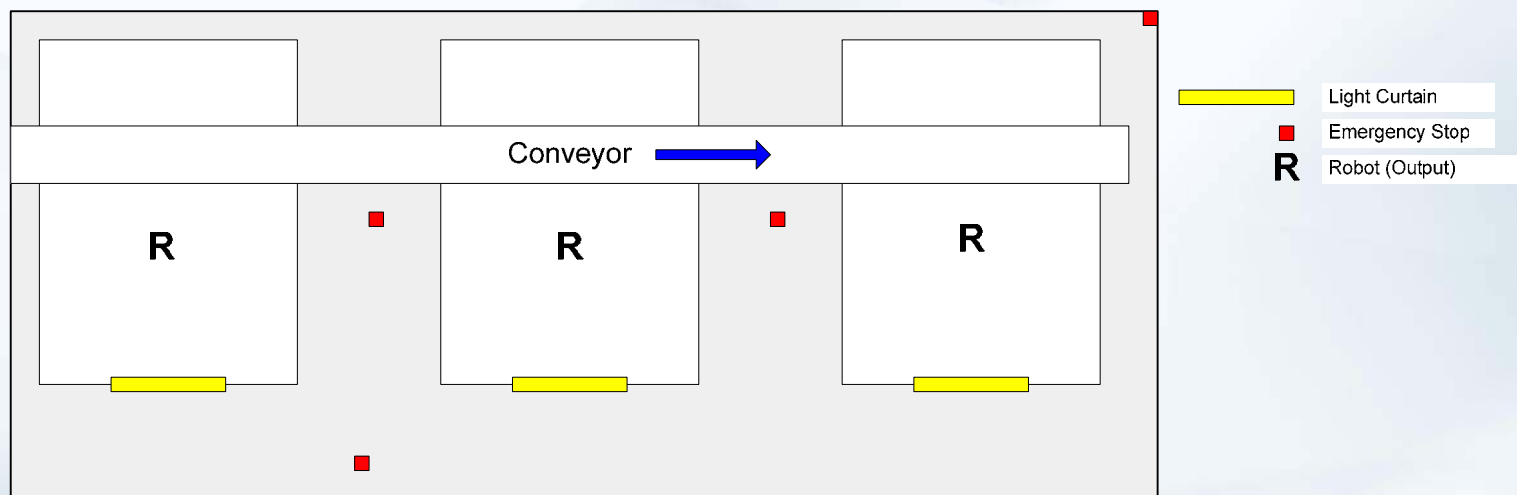 Conveyor
R
R
R
Light Curtain
Emergency Stop
R Robot (Output)